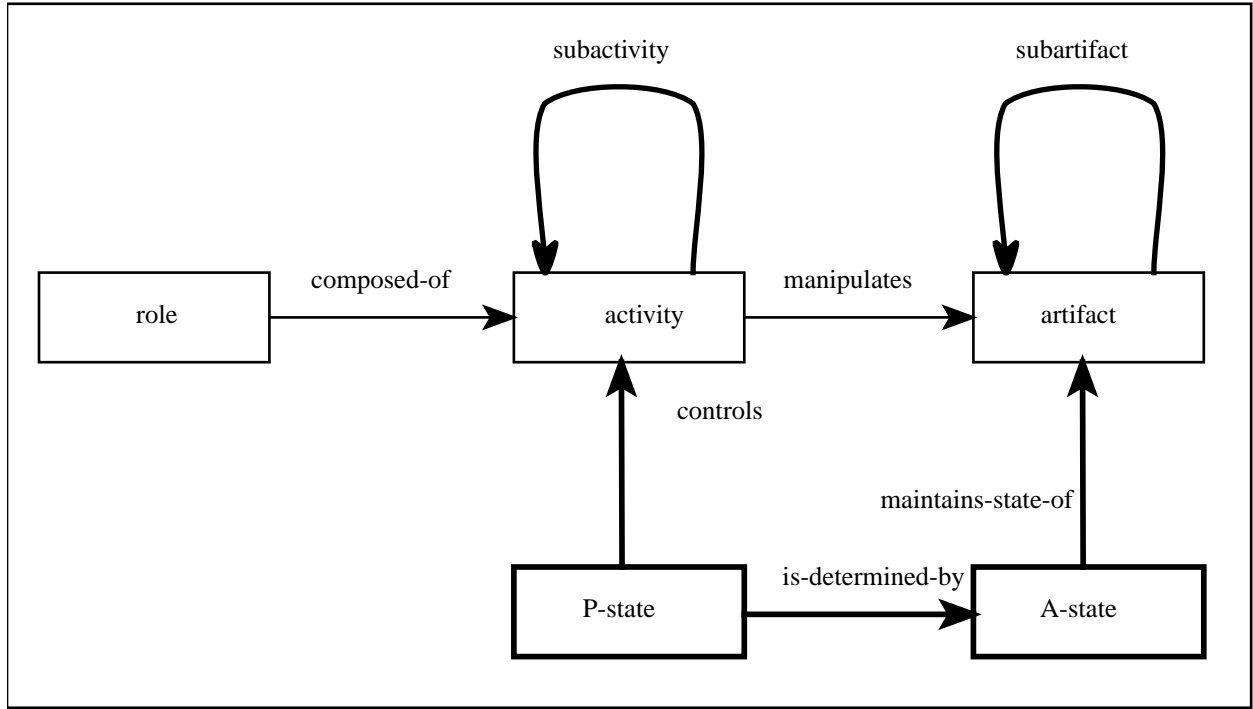 subactivity
subartifact
composed-of
manipulates
role
activity
artifact
controls
maintains-state-of
is-determined-by
P-state
A-state